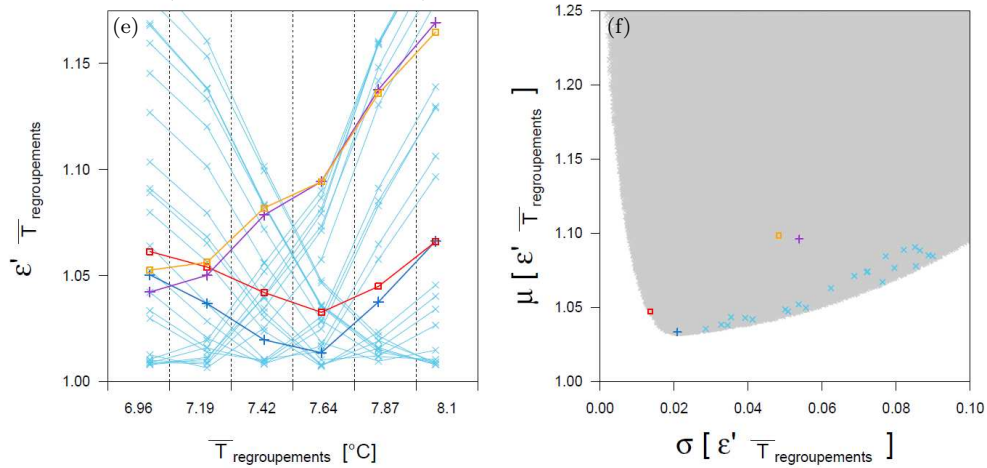 (e)
1.15
1.10
1.05
1.00
ε' T̅ regroupements
6.96 7.19 7.42 7.64 7.87 8.1
T̅ regroupements [°C]
(f)
1.25
1.20
1.15
1.10
1.05
1.00
μ [ ε' T̅ regroupements ]
0.00 0.02 0.04 0.06 0.08 0.10
σ [ ε' T̅ regroupements ]